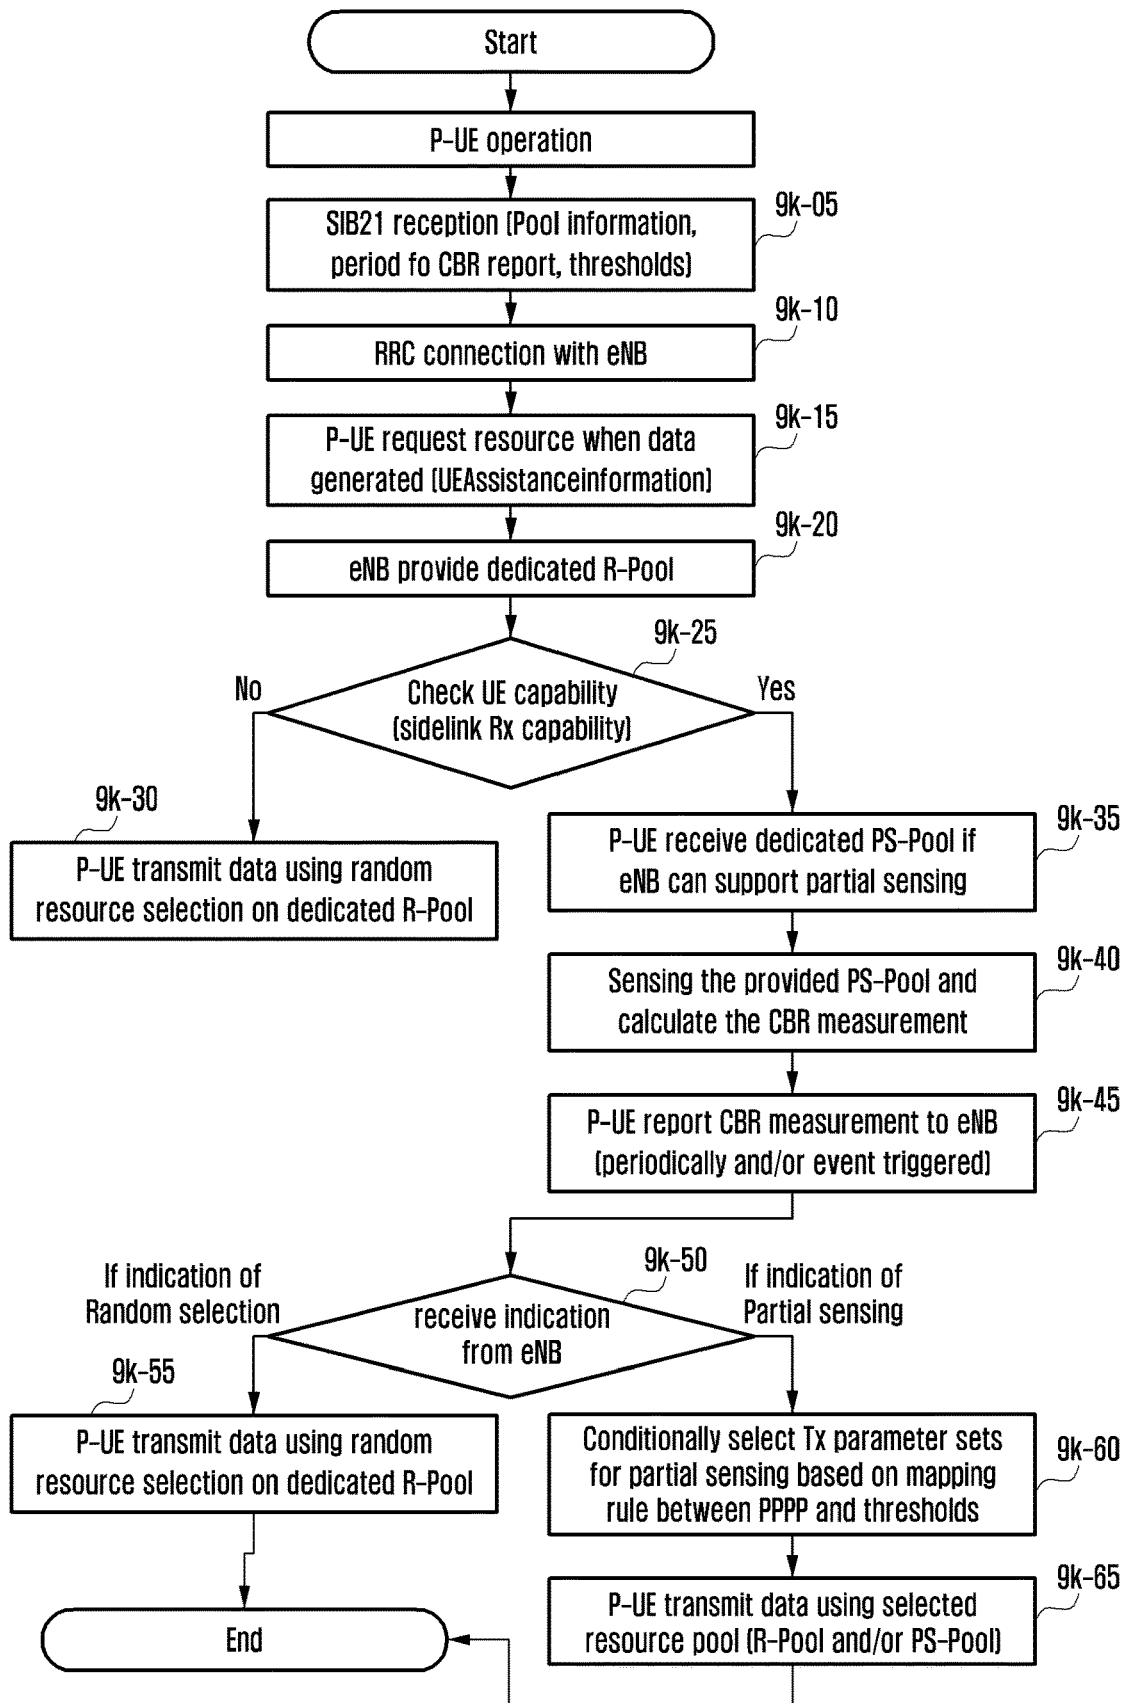 Start
P-UE operation
9k-05
SIB21 reception (Pool information,
period fo CBR report, thresholds)
9k-10
RRC connection with eNB
9k-15
P-UE request resource when data
generated (UEAssistanceinformation)
9k-20
eNB provide dedicated R-Pool
9k-25
No
Check UE capability
(sidelink Rx capability)
Yes
9k-30
P-UE transmit data using random
resource selection on dedicated R-Pool
9k-35
P-UE receive dedicated PS-Pool if
eNB can support partial sensing
9k-40
Sensing the provided PS-Pool and
calculate the CBR measurement
9k-45
P-UE report CBR measurement to eNB
(periodically and/or event triggered)
9k-50
If indication of
Random selection
receive indication
from eNB
If indication of
Partial sensing
9k-55
P-UE transmit data using random
resource selection on dedicated R-Pool
9k-60
Conditionally select Tx parameter sets
for partial sensing based on mapping
rule between PPPP and thresholds
9k-65
P-UE transmit data using selected
resource pool (R-Pool and/or PS-Pool)
End